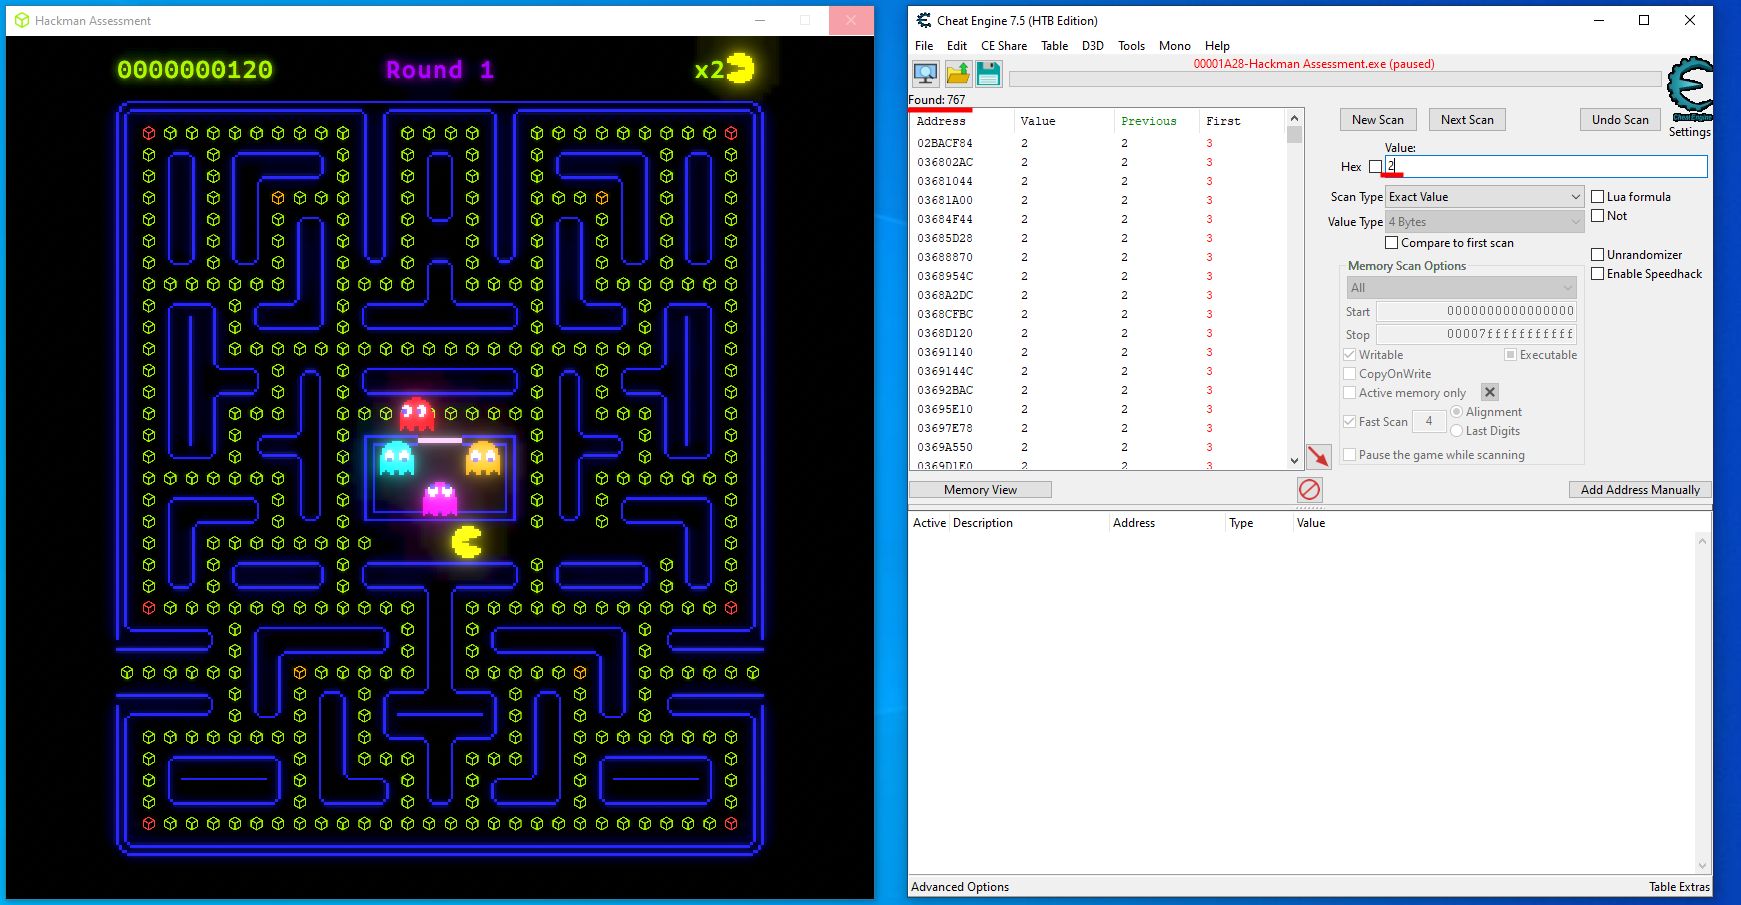 Hackman Assessment
0000000120
Round 1
x2
Cheat Engine 7.5 (HTB Edition)
File Edit CE Share Table D3D Tools Mono Help
00001A28-Hackman Assessment.exe (paused)
Found: 767
Address Value Previous First
02BACF84 2 2 3
036802AC 2 2 3
03681044 2 2 3
03681A00 2 2 3
03684F44 2 2 3
03685D28 2 2 3
03688870 2 2 3
0368954C 2 2 3
0368A2DC 2 2 3
0368CFBC 2 2 3
0368D120 2 2 3
03691140 2 2 3
0369144C 2 2 3
03692BAC 2 2 3
03695E10 2 2 3
03697E78 2 2 3
0369A550 2 2 3
0369D1E0 2 2 3
New Scan Next Scan Undo Scan
Cheat Engine
Settings
Value:
Hex 2
Scan Type Exact Value
Lua formula
Value Type 4 Bytes
Not
Compare to first scan
Unrandomizer
Enable Speedhack
Memory Scan Options
All
Start 0000000000000000
Stop 00007fffffffffff
Writable Executable
CopyOnWrite
Active memory only
Fast Scan 4 Alignment
Last Digits
Pause the game while scanning
Memory View
Add Address Manually
Active Description Address Type Value
Advanced Options
Table Extras